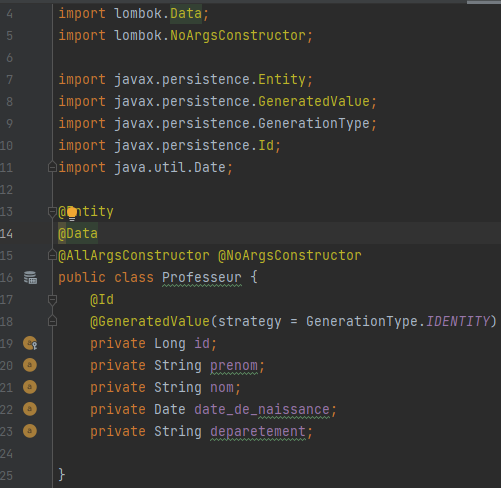 4 import lombok.Data;
5 import lombok.NoArgsConstructor;
6
7 import javax.persistence.Entity;
8 import javax.persistence.GeneratedValue;
9 import javax.persistence.GenerationType;
10 import javax.persistence.Id;
11 import java.util.Date;
12
13 @Entity
14 @Data
15 @AllArgsConstructor @NoArgsConstructor
16 public class Professeur {
17 @Id
18 @GeneratedValue(strategy = GenerationType.IDENTITY)
19 private Long id;
20 private String prenom;
21 private String nom;
22 private Date date_de_naissance;
23 private String deparetement;
24
25 }